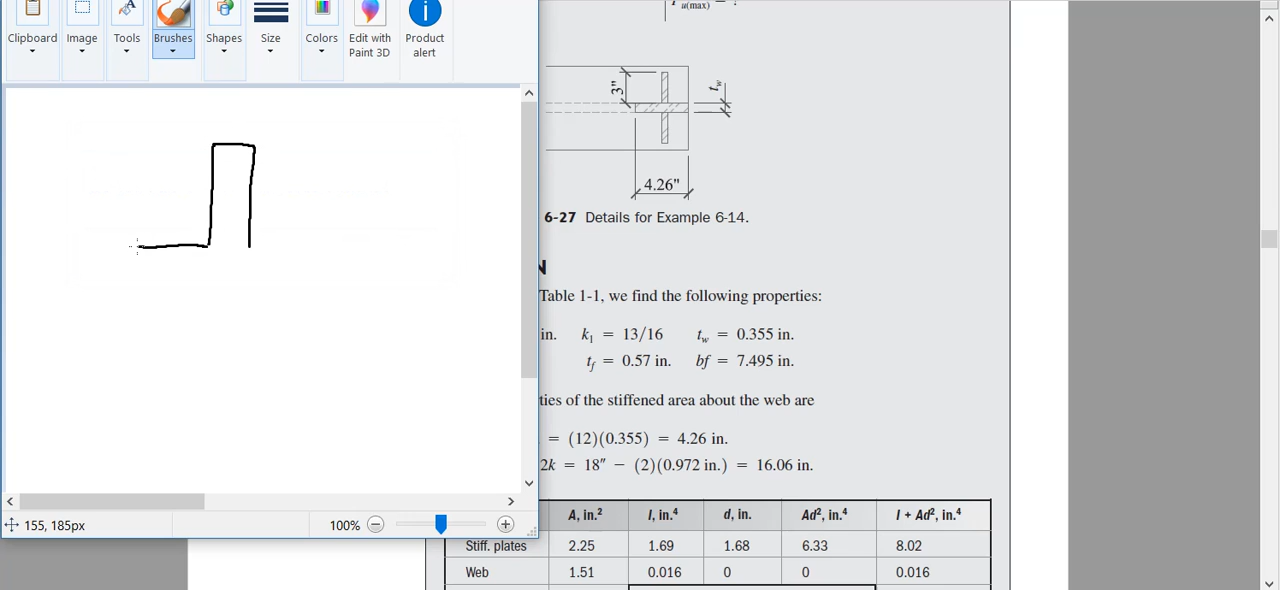 Clipboard
Image
Tools
Brushes
Shapes
Size
Colors
Edit with
Paint 3D
Product
alert
155, 185px
100%
u(max)
3"
tw
4.26"
6-27 Details for Example 6-14.
N
Table 1-1, we find the following properties:
in. k1 = 13/16 tw = 0.355 in.
tf = 0.57 in. bf = 7.495 in.
ties of the stiffened area about the web are
= (12)(0.355) = 4.26 in.
2k = 18″ − (2)(0.972 in.) = 16.06 in.
A, in.² I, in.⁴ d, in. Ad², in.⁴ I + Ad², in.⁴
Stiff. plates 2.25 1.69 1.68 6.33 8.02
Web 1.51 0.016 0 0 0.016